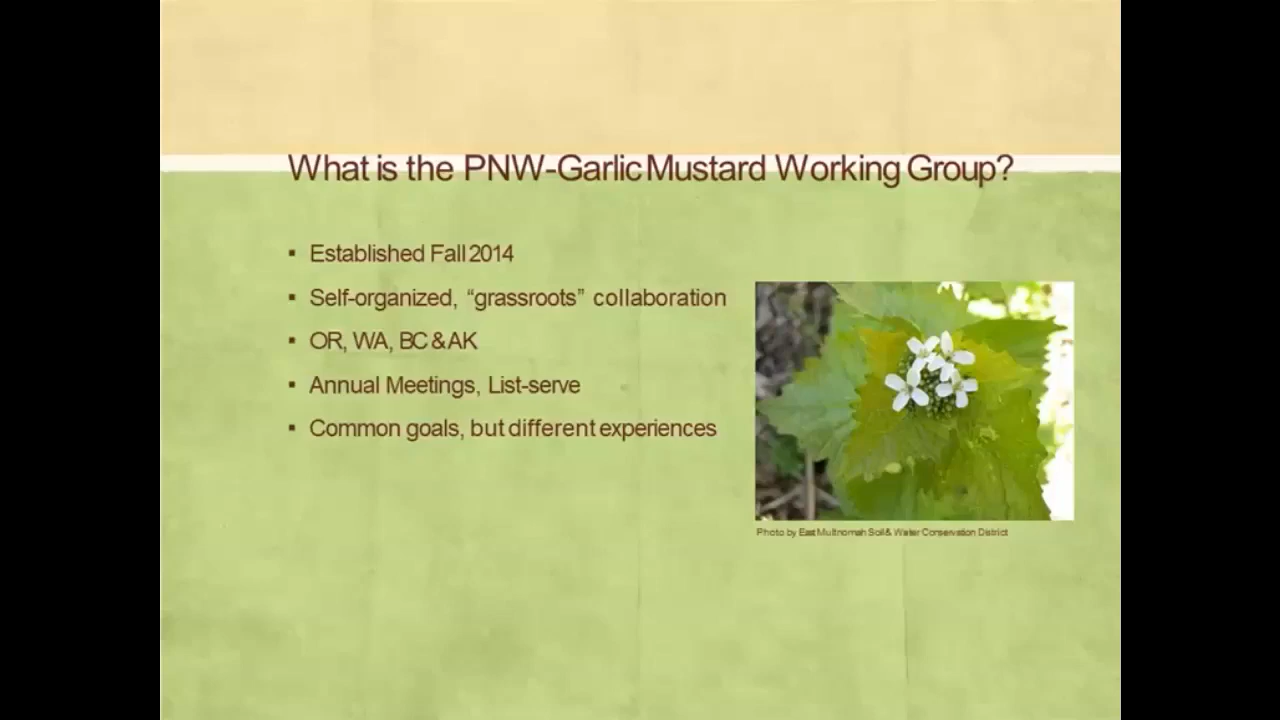 What is the PNW-Garlic Mustard Working Group?
▪ Established Fall 2014
▪ Self-organized, “grassroots” collaboration
▪ OR, WA, BC & AK
▪ Annual Meetings, List-serve
▪ Common goals, but different experiences
Photo by East Multnomah Soil & Water Conservation District